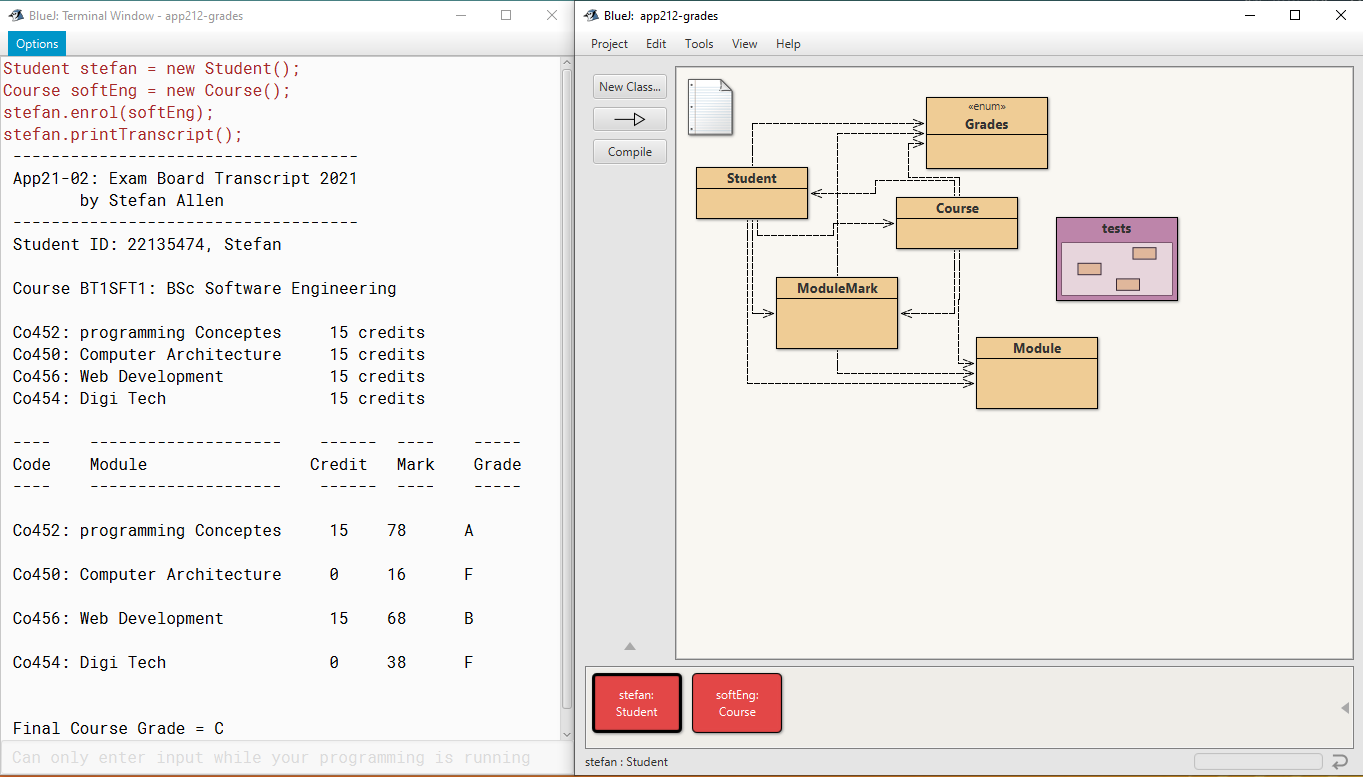 BlueJ: Terminal Window - app212-grades
Options
Student stefan = new Student();
Course softEng = new Course();
stefan.enrol(softEng);
stefan.printTranscript();
------------------------------------
App21-02: Exam Board Transcript 2021
by Stefan Allen
------------------------------------
Student ID: 22135474, Stefan
Course BT1SFT1: BSc Software Engineering
Co452: programming Conceptes 15 credits
Co450: Computer Architecture 15 credits
Co456: Web Development 15 credits
Co454: Digi Tech 15 credits
---- -------------------- ------ ---- -----
Code Module Credit Mark Grade
---- -------------------- ------ ---- -----
Co452: programming Conceptes 15 78 A
Co450: Computer Architecture 0 16 F
Co456: Web Development 15 68 B
Co454: Digi Tech 0 38 F
Final Course Grade = C
Can only enter input while your programming is running
BlueJ: app212-grades
Project Edit Tools View Help
New Class...
Compile
«enum»
Grades
Student
Course
tests
ModuleMark
Module
stefan:
Student
softEng:
Course
stefan : Student